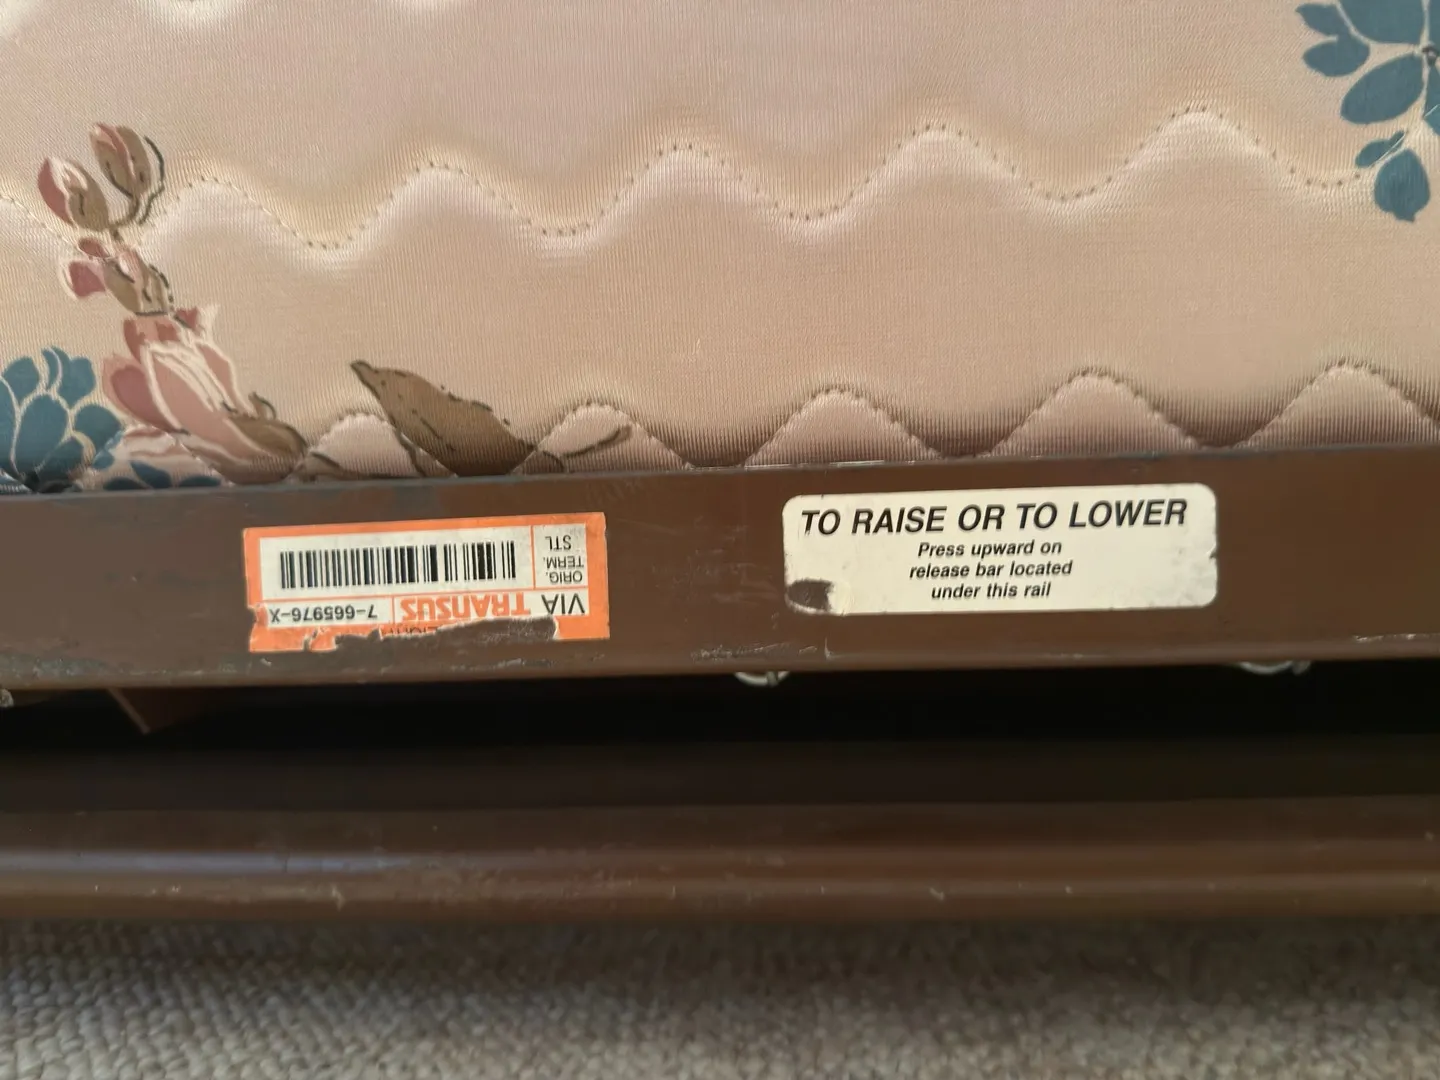 TO RAISE OR TO LOWER
Press upward on
release bar located
under this rail
VIA TRANSUS 7-665976-X
ORIG.
TERM.
STL